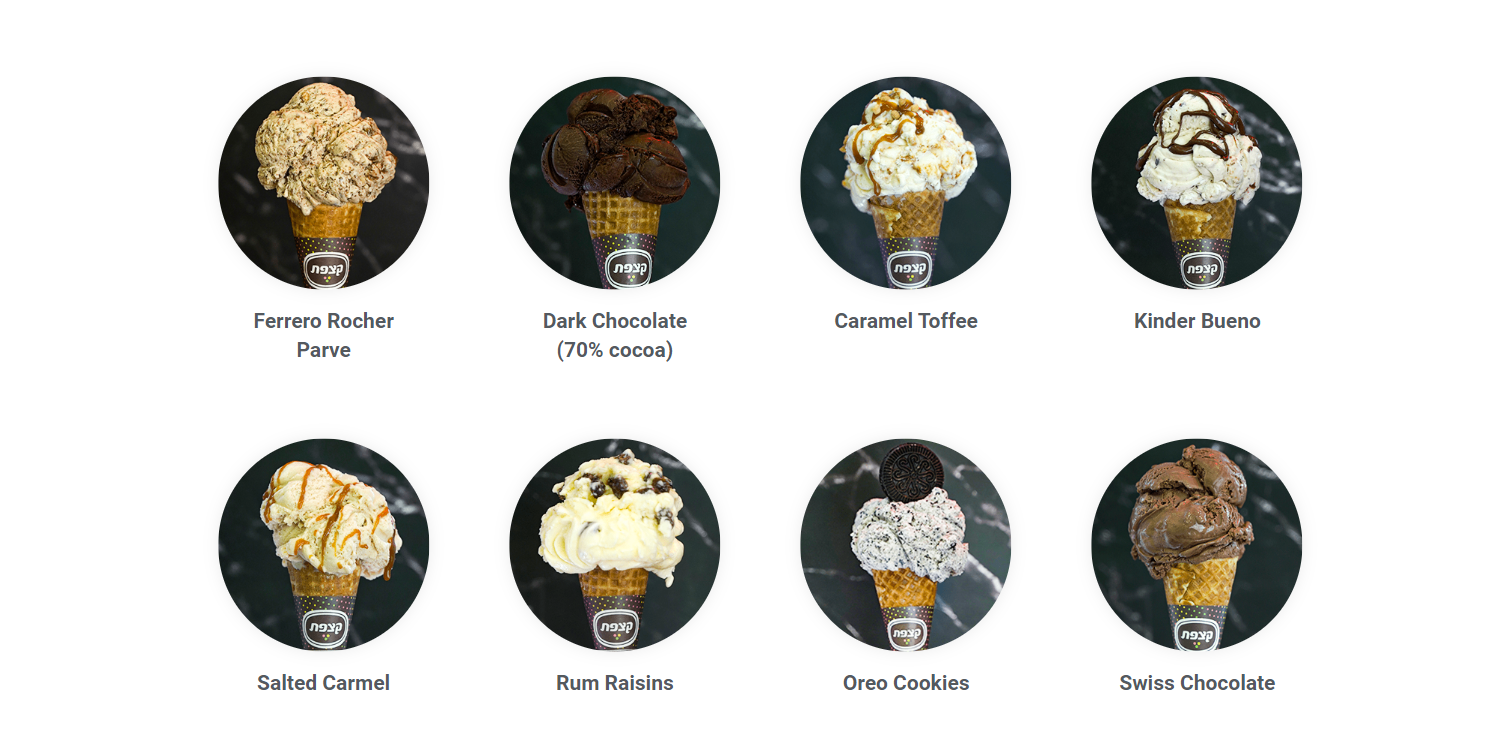 קצפת
קצפת
קצפת
קצפת
Ferrero Rocher
Parve
Dark Chocolate
(70% cocoa)
Caramel Toffee
Kinder Bueno
קצפת
קצפת
קצפת
קצפת
Salted Carmel
Rum Raisins
Oreo Cookies
Swiss Chocolate